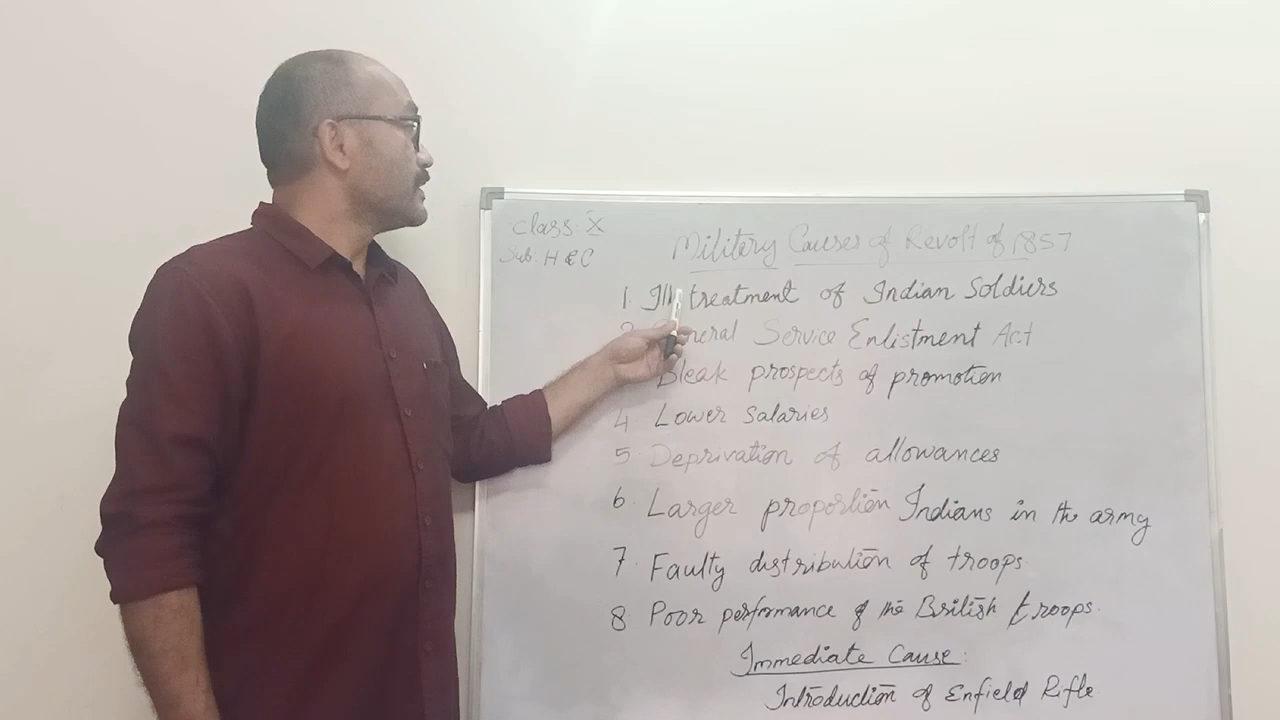 Class: X
Sub: H & C
Military Causes of Revolt of 1857
1. Ill treatment of Indian Soldiers
2 General Service Enlistment Act
Bleak prospects of promotion
4 Lower salaries
5 Deprivation of allowances
6 Larger proportion Indians in the army
7. Faulty distribution of troops
8 Poor performance of the British troops.
Immediate Cause:
Introduction of Enfield Rifle